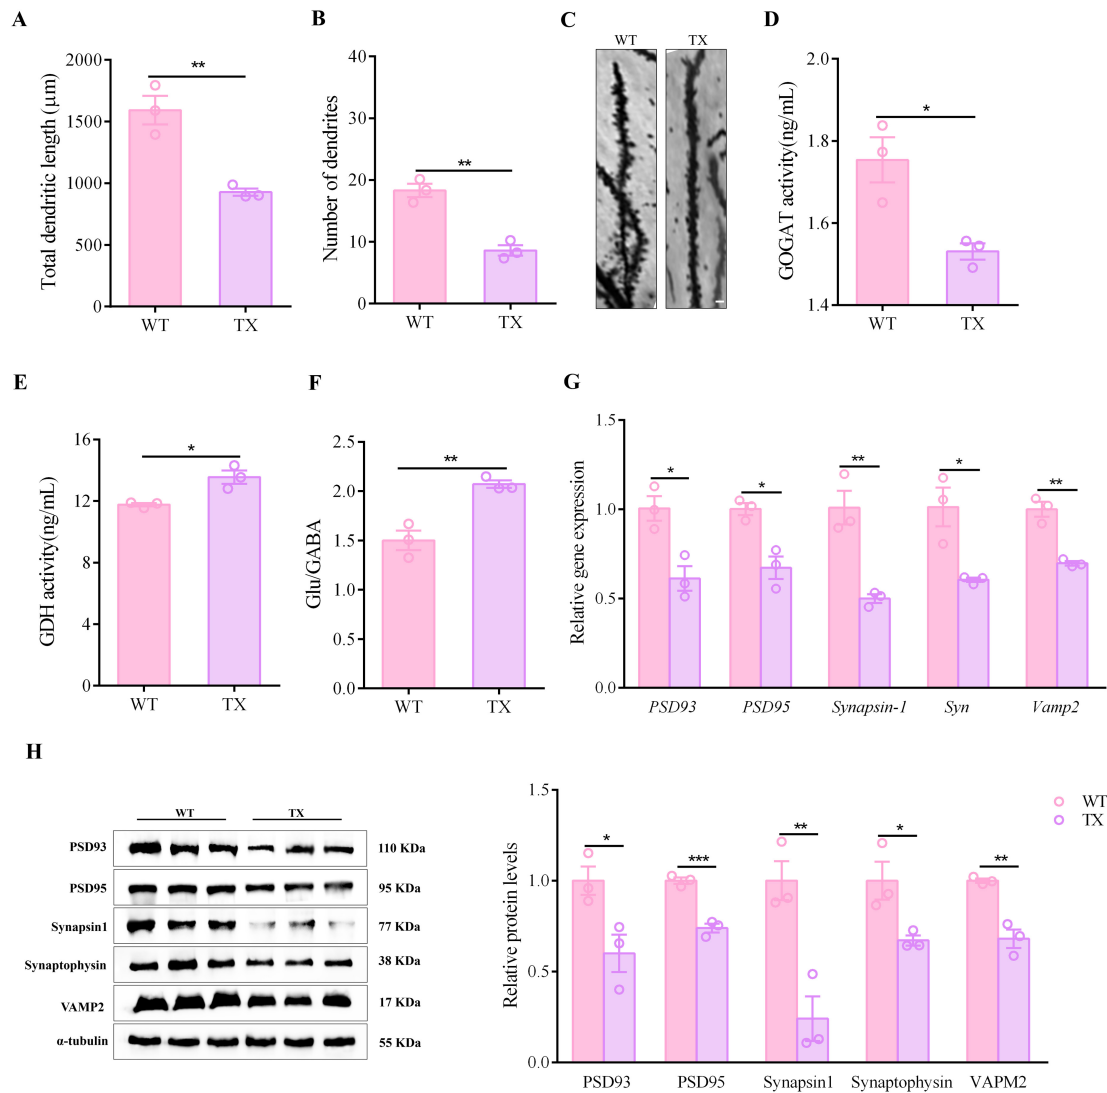 A
Total dendritic length (μm)
2000
1500
1000
500
0
**
WT
TX
B
Number of dendrites
40
30
20
10
0
**
WT
TX
C
WT
TX
D
GOGAT activity(ng/mL)
2.0
1.8
1.6
1.4
*
WT
TX
E
GDH activity(ng/mL)
16
12
8
4
0
*
WT
TX
F
Glu/GABA
2.5
2.0
1.5
1.0
0.5
0.0
**
WT
TX
G
Relative gene expression
1.5
1.0
0.5
0.0
*
*
**
*
**
PSD93
PSD95
Synapsin-1
Syn
Vamp2
H
WT
TX
PSD93
110 KDa
PSD95
95 KDa
Synapsin1
77 KDa
Synaptophysin
38 KDa
VAMP2
17 KDa
α-tubulin
55 KDa
Relative protein levels
1.5
1.0
0.5
0.0
*
***
**
*
**
PSD93
PSD95
Synapsin1
Synaptophysin
VAPM2
WT
TX